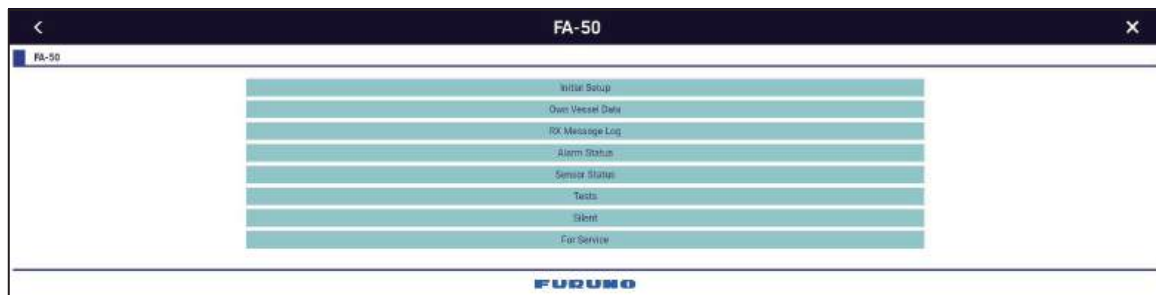 FA-50
FA-50
Initial Setup
Own Vessel Data
RX Message Log
Alarm Status
Sensor Status
Tests
Silent
For Service
FURUNO